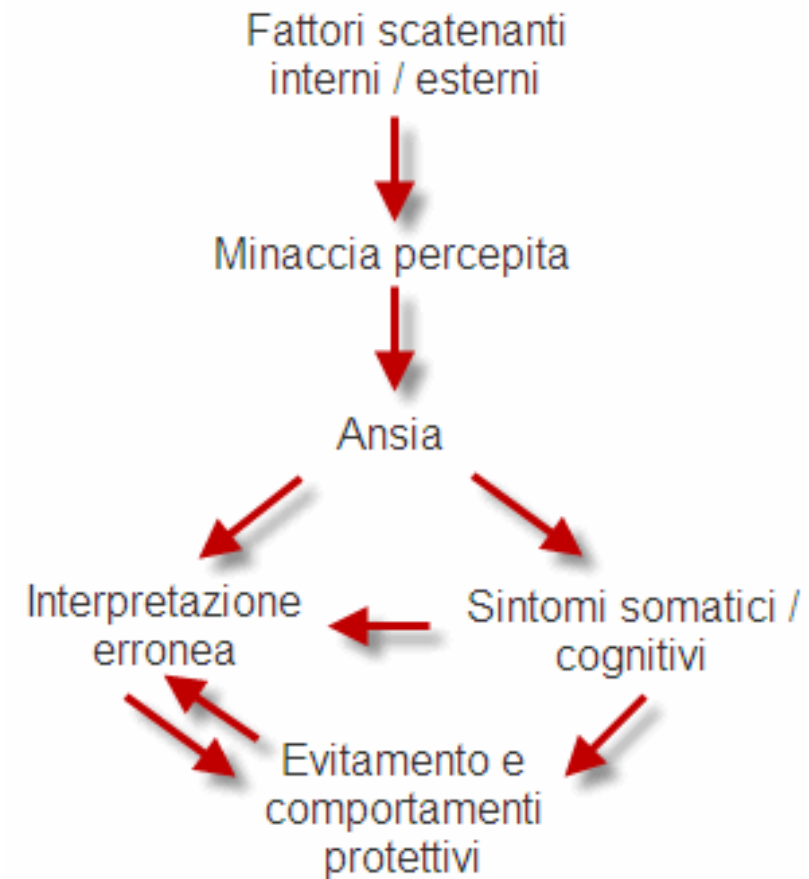 Fattori scatenanti
interni / esterni
Minaccia percepita
Ansia
Interpretazione
erronea
Sintomi somatici /
cognitivi
Evitamento e
comportamenti
protettivi